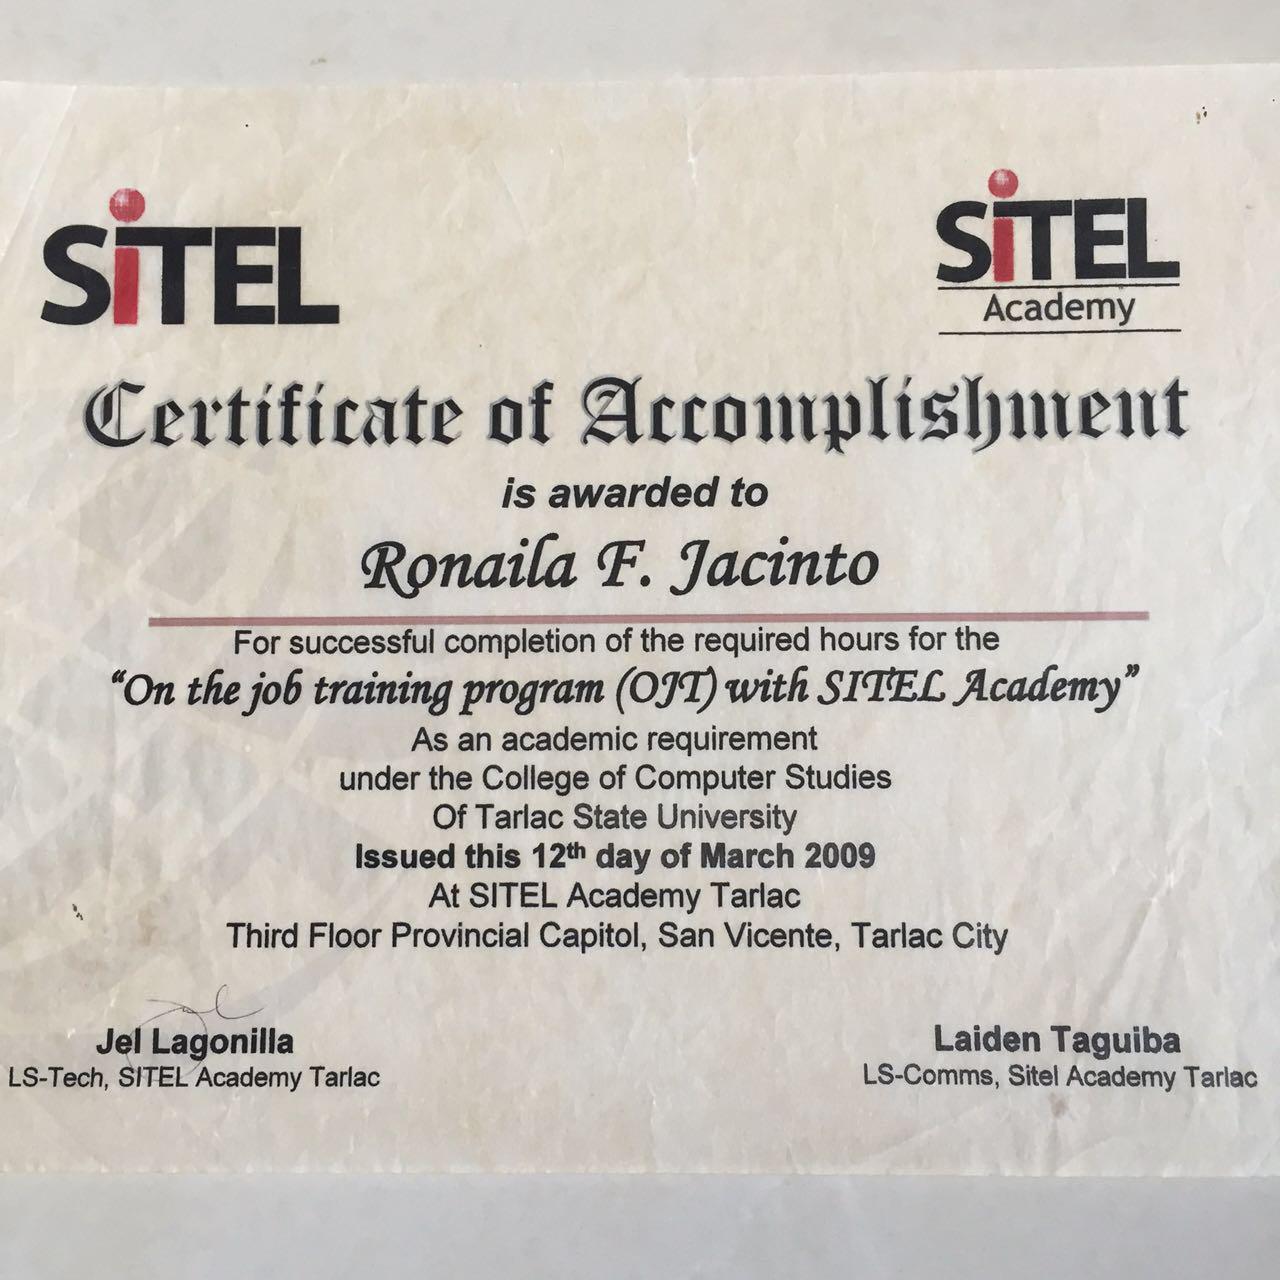 SiTEL
SiTEL
Academy
Certificate of Accomplishment
is awarded to
Ronaila F. Jacinto
For successful completion of the required hours for the
“On the job training program (OJT) with SITEL Academy”
As an academic requirement
under the College of Computer Studies
Of Tarlac State University
Issued this 12th day of March 2009
At SITEL Academy Tarlac
Third Floor Provincial Capitol, San Vicente, Tarlac City
Jel Lagonilla
LS-Tech, SITEL Academy Tarlac
Laiden Taguiba
LS-Comms, Sitel Academy Tarlac